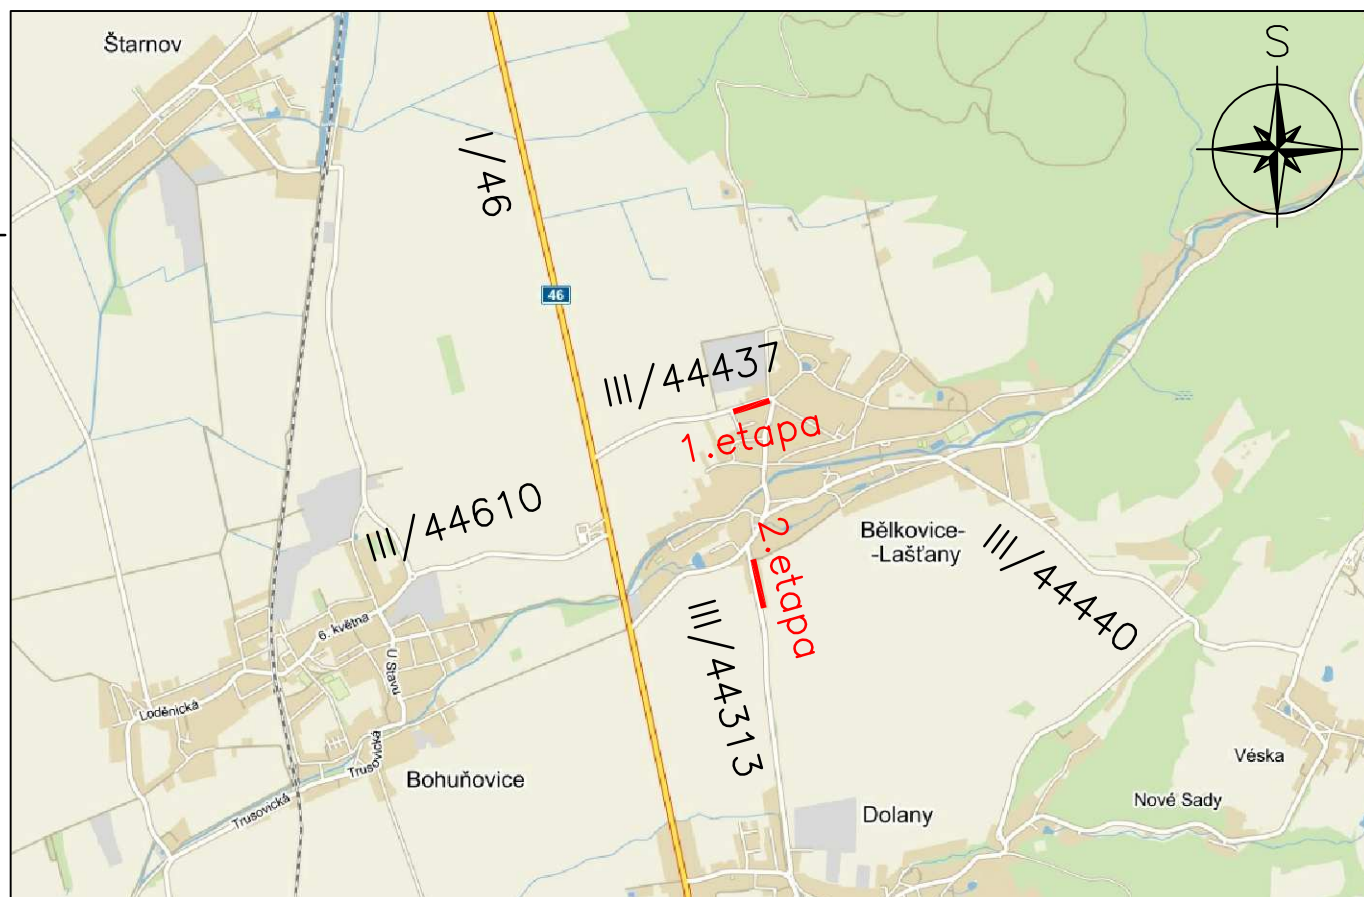 Štarnov
S
I/46
46
III/44437
1.etapa
III/44610
2.etapa
Bělkovice-
-Lašťany
III/44440
6. května
U Stavu
III/44313
Loděnická
Trusovická
Bohuňovice
Trusovická
Véska
Nové Sady
Dolany